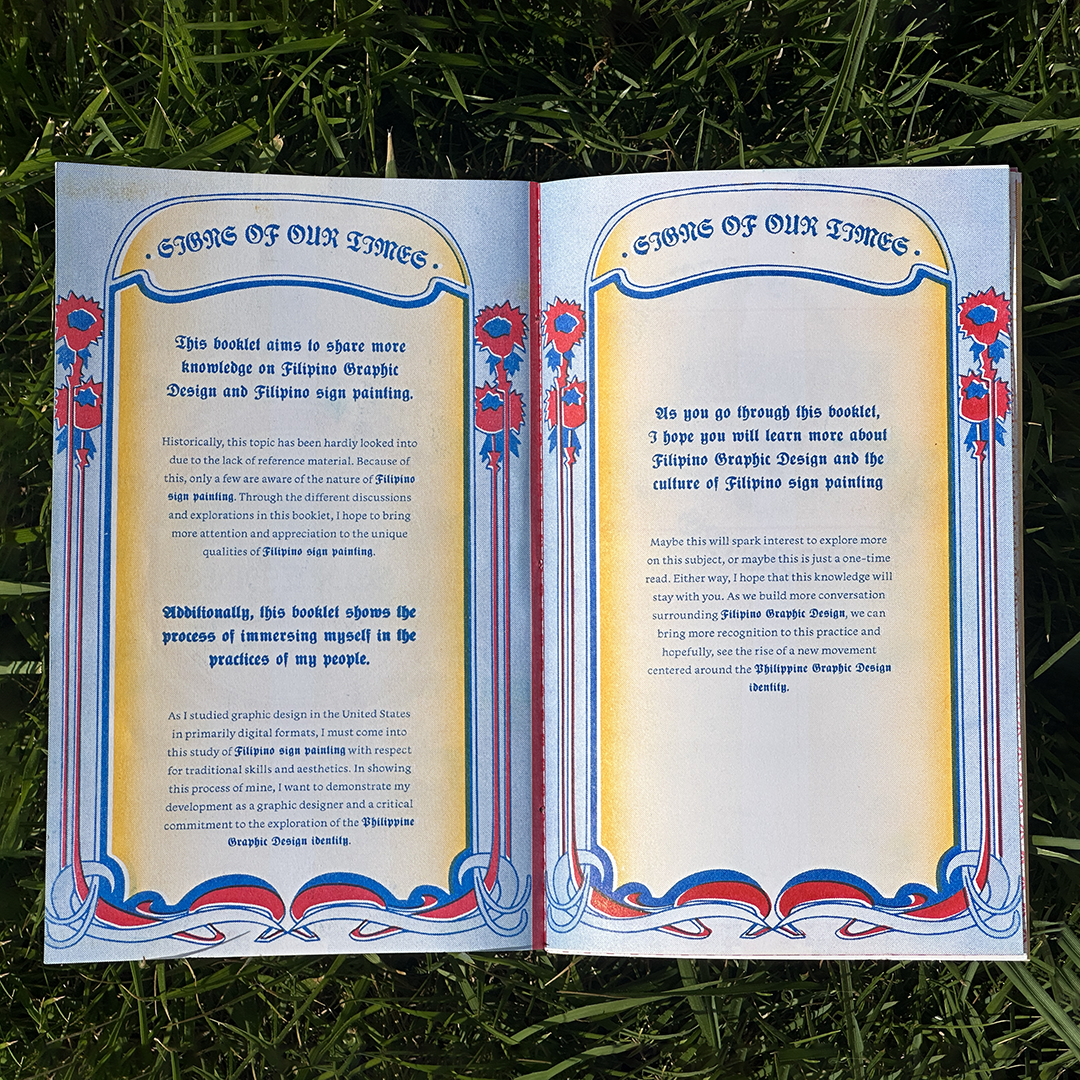 · SIGNS OF OUR TIMES ·
This booklet aims to share more
knowledge on Filipino Graphic
Design and Filipino sign painting.
Historically, this topic has been hardly looked into
due to the lack of reference material. Because of
this, only a few are aware of the nature of Filipino
sign painting. Through the different discussions
and explorations in this booklet, I hope to bring
more attention and appreciation to the unique
qualities of Filipino sign painting.
Additionally, this booklet shows the
process of immersing myself in the
practices of my people.
As I studied graphic design in the United States
in primarily digital formats, I must come into
this study of Filipino sign painting with respect
for traditional skills and aesthetics. In showing
this process of mine, I want to demonstrate my
development as a graphic designer and a critical
commitment to the exploration of the Philippine
Graphic Design identity.
· SIGNS OF OUR TIMES ·
As you go through this booklet,
I hope you will learn more about
Filipino Graphic Design and the
culture of Filipino sign painting
Maybe this will spark interest to explore more
on this subject, or maybe this is just a one-time
read. Either way, I hope that this knowledge will
stay with you. As we build more conversation
surrounding Filipino Graphic Design, we can
bring more recognition to this practice and
hopefully, see the rise of a new movement
centered around the Philippine Graphic Design
identity.